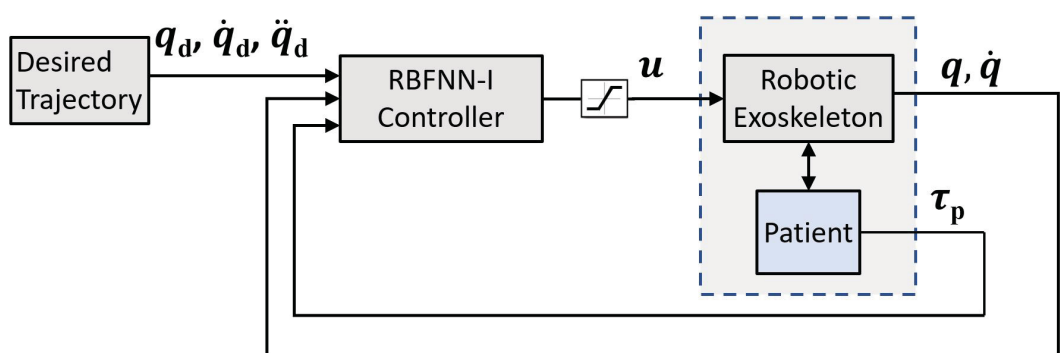 Desired
Trajectory
q_d, q̇_d, q̈_d
RBFNN-I
Controller
u
Robotic
Exoskeleton
q, q̇
Patient
τ_p